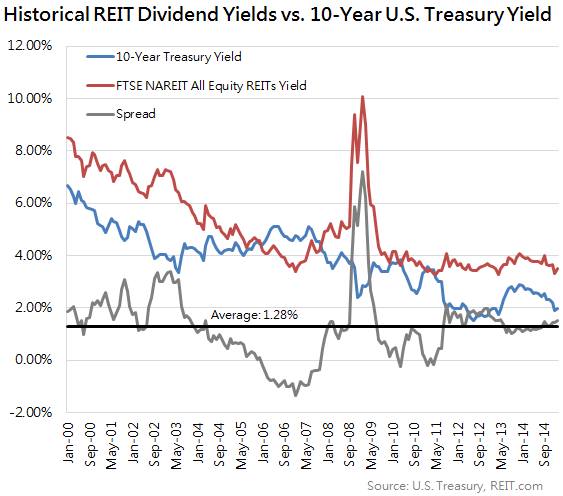 Historical REIT Dividend Yields vs. 10-Year U.S. Treasury Yield
12.00%
10-Year Treasury Yield
FTSE NAREIT All Equity REITs Yield
Spread
10.00%
8.00%
6.00%
4.00%
2.00%
Average: 1.28%
0.00%
-2.00%
Jan-00
Sep-00
May-01
Jan-02
Sep-02
May-03
Jan-04
Sep-04
May-05
Jan-06
Sep-06
May-07
Jan-08
Sep-08
May-09
Jan-10
Sep-10
May-11
Jan-12
Sep-12
May-13
Jan-14
Sep-14
Source: U.S. Treasury, REIT.com